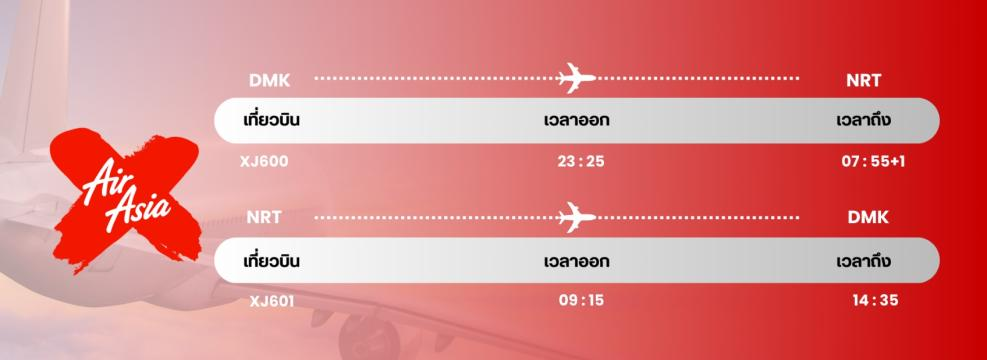 DMK NRT
เที่ยวบิน เวลาออก เวลาถึง
XJ600 23 : 25 07 : 55+1
Air
Asia
NRT DMK
เที่ยวบิน เวลาออก เวลาถึง
XJ601 09 : 15 14 : 35